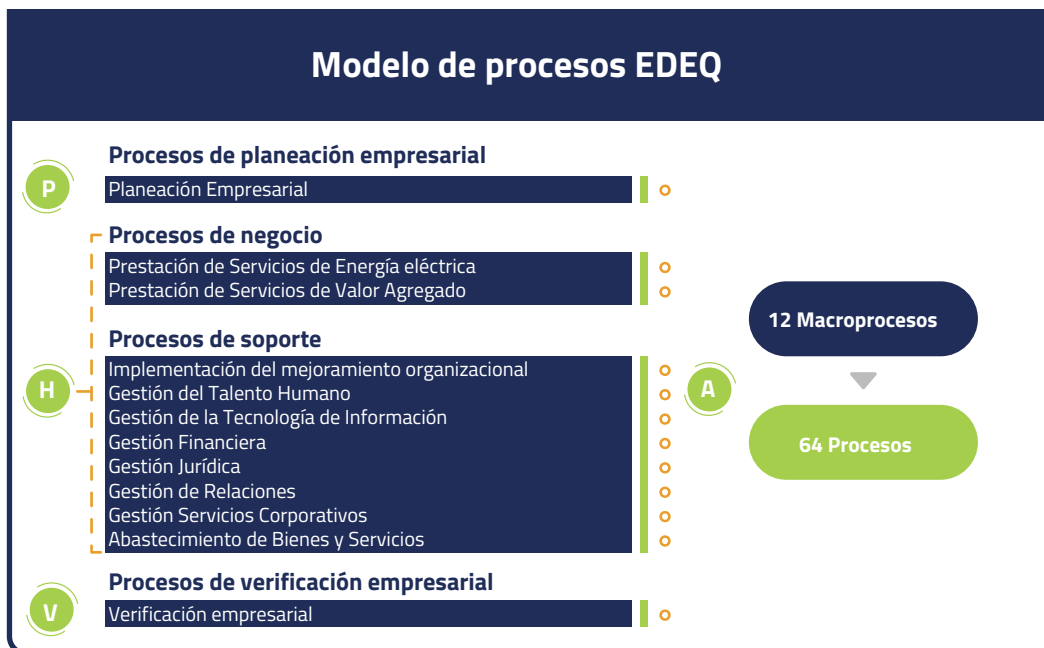 Modelo de procesos EDEQ
Procesos de planeación empresarial
P
Planeación Empresarial
Procesos de negocio
Prestación de Servicios de Energía eléctrica
Prestación de Servicios de Valor Agregado
Procesos de soporte
H
Implementación del mejoramiento organizacional
Gestión del Talento Humano
Gestión de la Tecnología de Información
Gestión Financiera
Gestión Jurídica
Gestión de Relaciones
Gestión Servicios Corporativos
Abastecimiento de Bienes y Servicios
Procesos de verificación empresarial
V
Verificación empresarial
A
12 Macroprocesos
64 Procesos